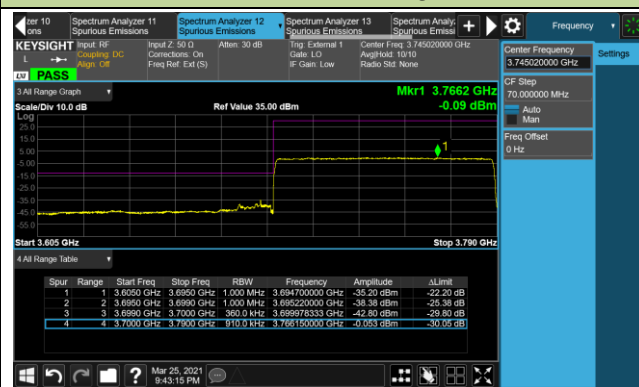 zer 10
ons
Spectrum Analyzer 11
Spurious Emissions
Spectrum Analyzer 12
Spurious Emissions
Spectrum Analyzer 13
Spurious Emissions
Spectrum Analy
Spurious Emissi
Frequency
KEYSIGHT
L
LXI
PASS
Input: RF
Coupling: DC
Align: Off
Input Z: 50 Ω
Corrections: On
Freq Ref: Ext (S)
Atten: 30 dB
Trig: External 1
Gate: LO
IF Gain: Low
Center Freq: 3.745020000 GHz
Avg|Hold: 10/10
Radio Std: None
Center Frequency
3.745020000 GHz
Settings
CF Step
70.000000 MHz
Auto
Man
Freq Offset
0 Hz
3 All Range Graph
Mkr1 3.7662 GHz
Scale/Div 10.0 dB
Ref Value 35.00 dBm
-0.09 dBm
Log
25.0
15.0
5.00
-5.00
-15.0
-25.0
-35.0
-45.0
-55.0
1
Start 3.605 GHz
Stop 3.790 GHz
4 All Range Table
Spur Range Start Freq Stop Freq RBW Frequency Amplitude ΔLimit
1 1 3.6050 GHz 3.6950 GHz 1.000 MHz 3.694700000 GHz -35.20 dBm -22.20 dB
2 2 3.6950 GHz 3.6990 GHz 1.000 MHz 3.695220000 GHz -38.38 dBm -25.38 dB
3 3 3.6990 GHz 3.7000 GHz 360.0 kHz 3.699978333 GHz -42.80 dBm -29.80 dB
4 4 3.7000 GHz 3.7900 GHz 910.0 kHz 3.766150000 GHz -0.053 dBm -30.05 dB
?
Mar 25, 2021
9:43:15 PM